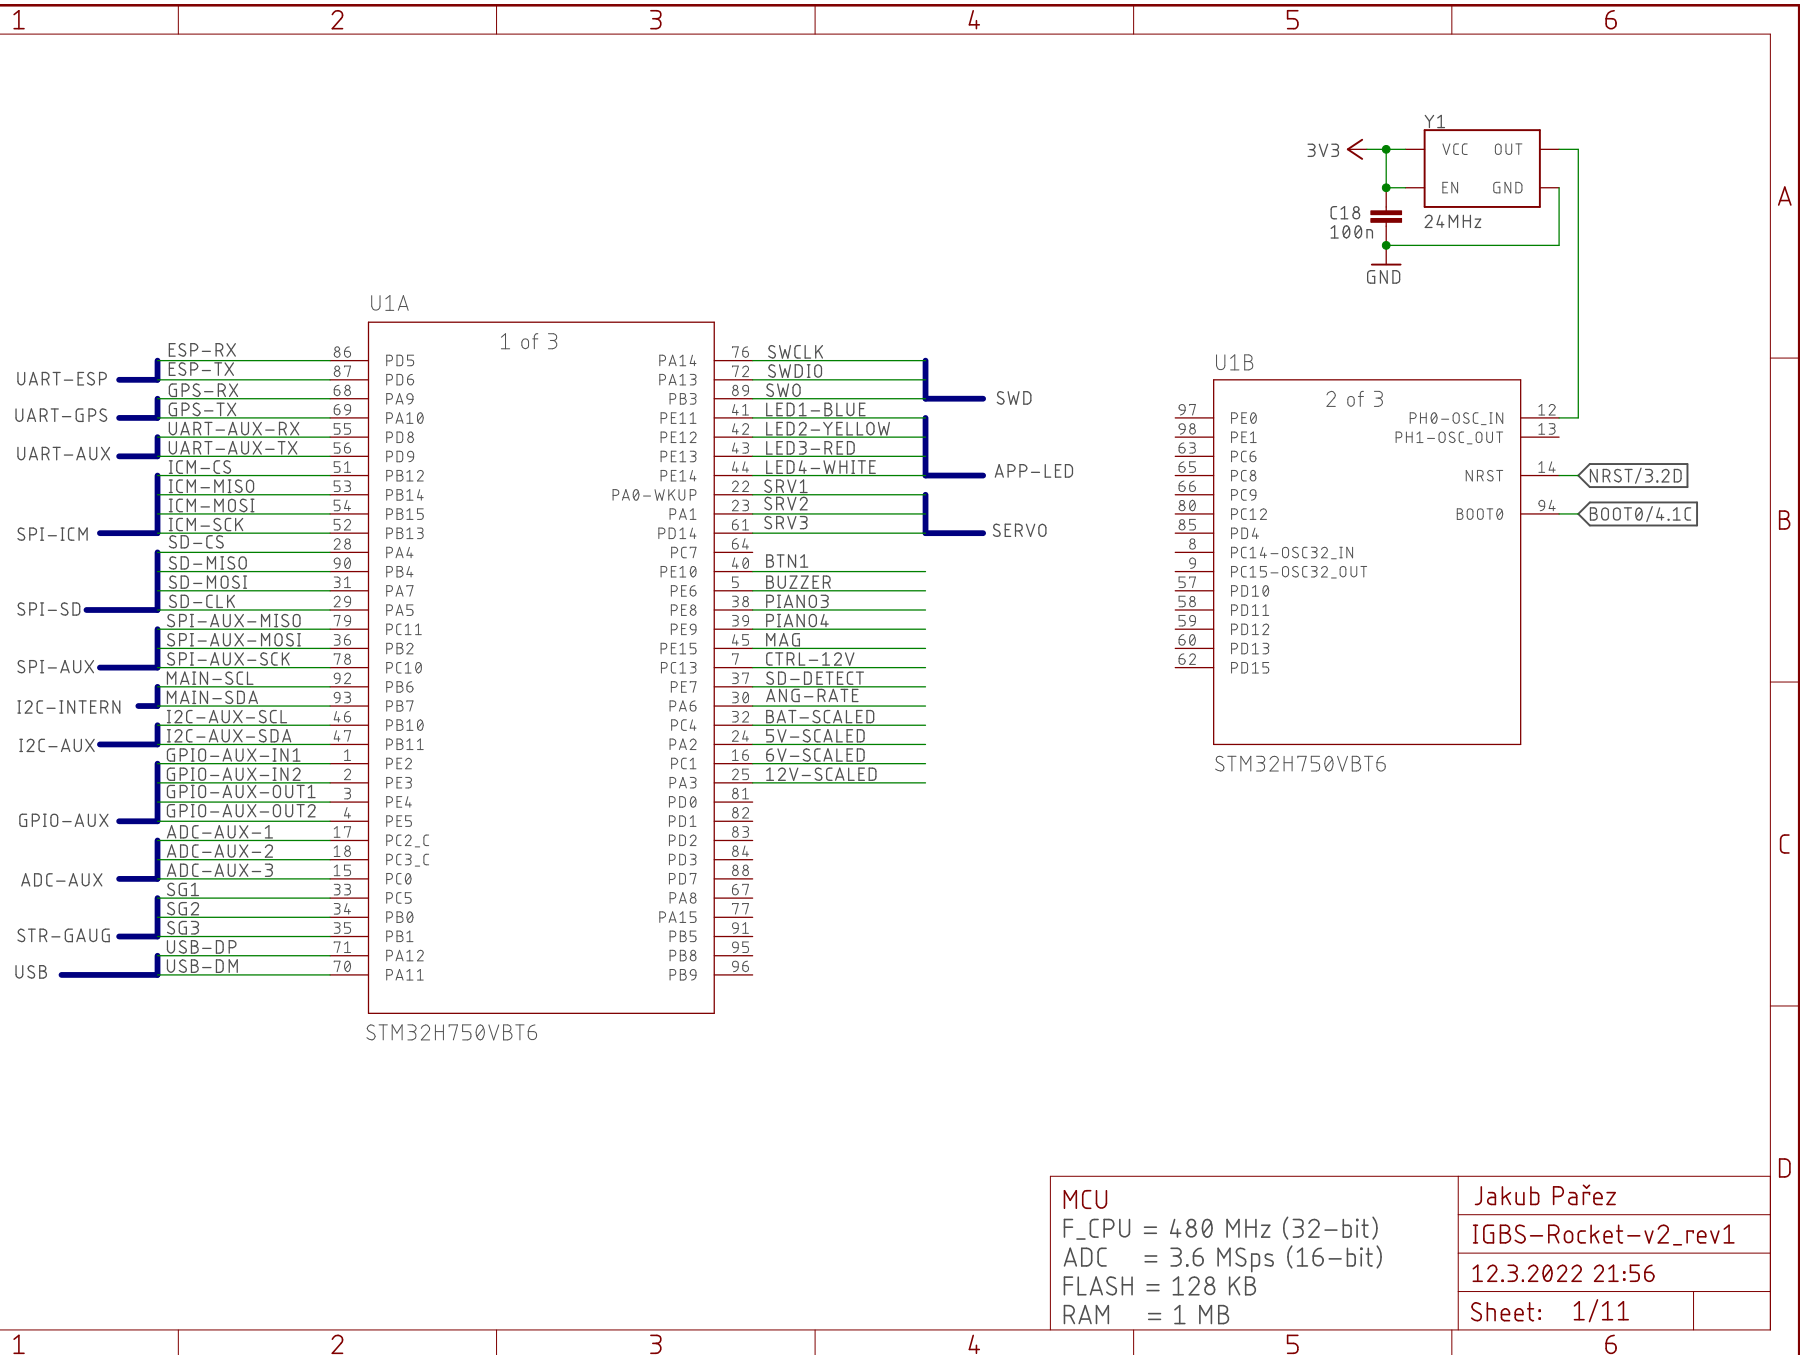 1 2 3 4 5 6
A
B
C
D
Y1
3V3
VCC OUT
EN GND
24MHz
C18
100n
GND
U1A
1 of 3
UART-ESP
UART-GPS
UART-AUX
SPI-ICM
SPI-SD
SPI-AUX
I2C-INTERN
I2C-AUX
GPIO-AUX
ADC-AUX
STR-GAUG
USB
ESP-RX 86 PD5
ESP-TX 87 PD6
GPS-RX 68 PA9
GPS-TX 69 PA10
UART-AUX-RX 55 PD8
UART-AUX-TX 56 PD9
ICM-CS 51 PB12
ICM-MISO 53 PB14
ICM-MOSI 54 PB15
ICM-SCK 52 PB13
SD-CS 28 PA4
SD-MISO 90 PB4
SD-MOSI 31 PA7
SD-CLK 29 PA5
SPI-AUX-MISO 79 PC11
SPI-AUX-MOSI 36 PB2
SPI-AUX-SCK 78 PC10
MAIN-SCL 92 PB6
MAIN-SDA 93 PB7
I2C-AUX-SCL 46 PB10
I2C-AUX-SDA 47 PB11
GPIO-AUX-IN1 1 PE2
GPIO-AUX-IN2 2 PE3
GPIO-AUX-OUT1 3 PE4
GPIO-AUX-OUT2 4 PE5
ADC-AUX-1 17 PC2_C
ADC-AUX-2 18 PC3_C
ADC-AUX-3 15 PC0
SG1 33 PC5
SG2 34 PB0
SG3 35 PB1
USB-DP 71 PA12
USB-DM 70 PA11
PA14 76 SWCLK
PA13 72 SWDIO
PB3 89 SWO
PE11 41 LED1-BLUE
PE12 42 LED2-YELLOW
PE13 43 LED3-RED
PE14 44 LED4-WHITE
PA0-WKUP 22 SRV1
PA1 23 SRV2
PD14 61 SRV3
PC7 64
PE10 40 BTN1
PE6 5 BUZZER
PE8 38 PIANO3
PE9 39 PIANO4
PE15 45 MAG
PC13 7 CTRL-12V
PE7 37 SD-DETECT
PA6 30 ANG-RATE
PC4 32 BAT-SCALED
PA2 24 5V-SCALED
PC1 16 6V-SCALED
PA3 25 12V-SCALED
PD0 81
PD1 82
PD2 83
PD3 84
PD7 88
PA8 67
PA15 77
PB5 91
PB8 95
PB9 96
SWD
APP-LED
SERVO
STM32H750VBT6
U1B
2 of 3
97 PE0
98 PE1
63 PC6
65 PC8
66 PC9
80 PC12
85 PD4
8 PC14-OSC32_IN
9 PC15-OSC32_OUT
57 PD10
58 PD11
59 PD12
60 PD13
62 PD15
PH0-OSC_IN 12
PH1-OSC_OUT 13
NRST 14 NRST/3.2D
BOOT0 94 BOOT0/4.1C
STM32H750VBT6
MCU
F_CPU = 480 MHz (32-bit)
ADC = 3.6 MSps (16-bit)
FLASH = 128 KB
RAM = 1 MB
Jakub Pařez
IGBS-Rocket-v2_rev1
12.3.2022 21:56
Sheet: 1/11
1 2 3 4 5 6